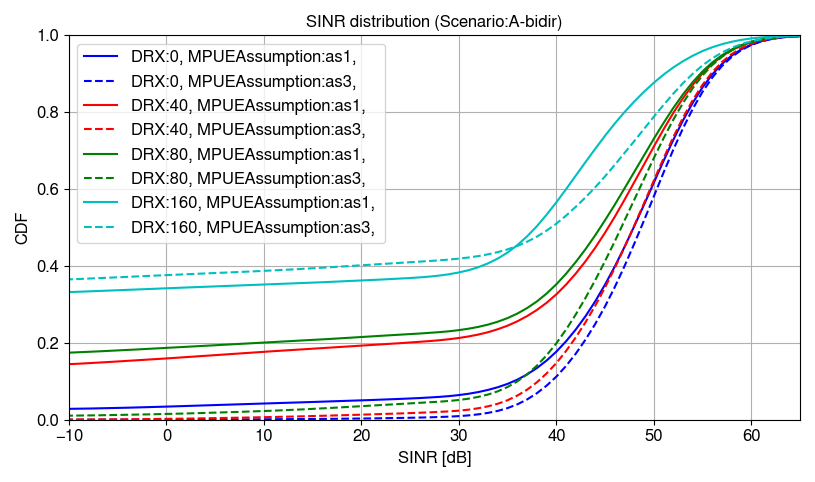 SINR distribution (Scenario:A-bidir)
1.0
0.8
0.6
0.4
0.2
0.0
CDF
DRX:0, MPUEAssumption:as1,
DRX:0, MPUEAssumption:as3,
DRX:40, MPUEAssumption:as1,
DRX:40, MPUEAssumption:as3,
DRX:80, MPUEAssumption:as1,
DRX:80, MPUEAssumption:as3,
DRX:160, MPUEAssumption:as1,
DRX:160, MPUEAssumption:as3,
−10 0 10 20 30 40 50 60
SINR [dB]